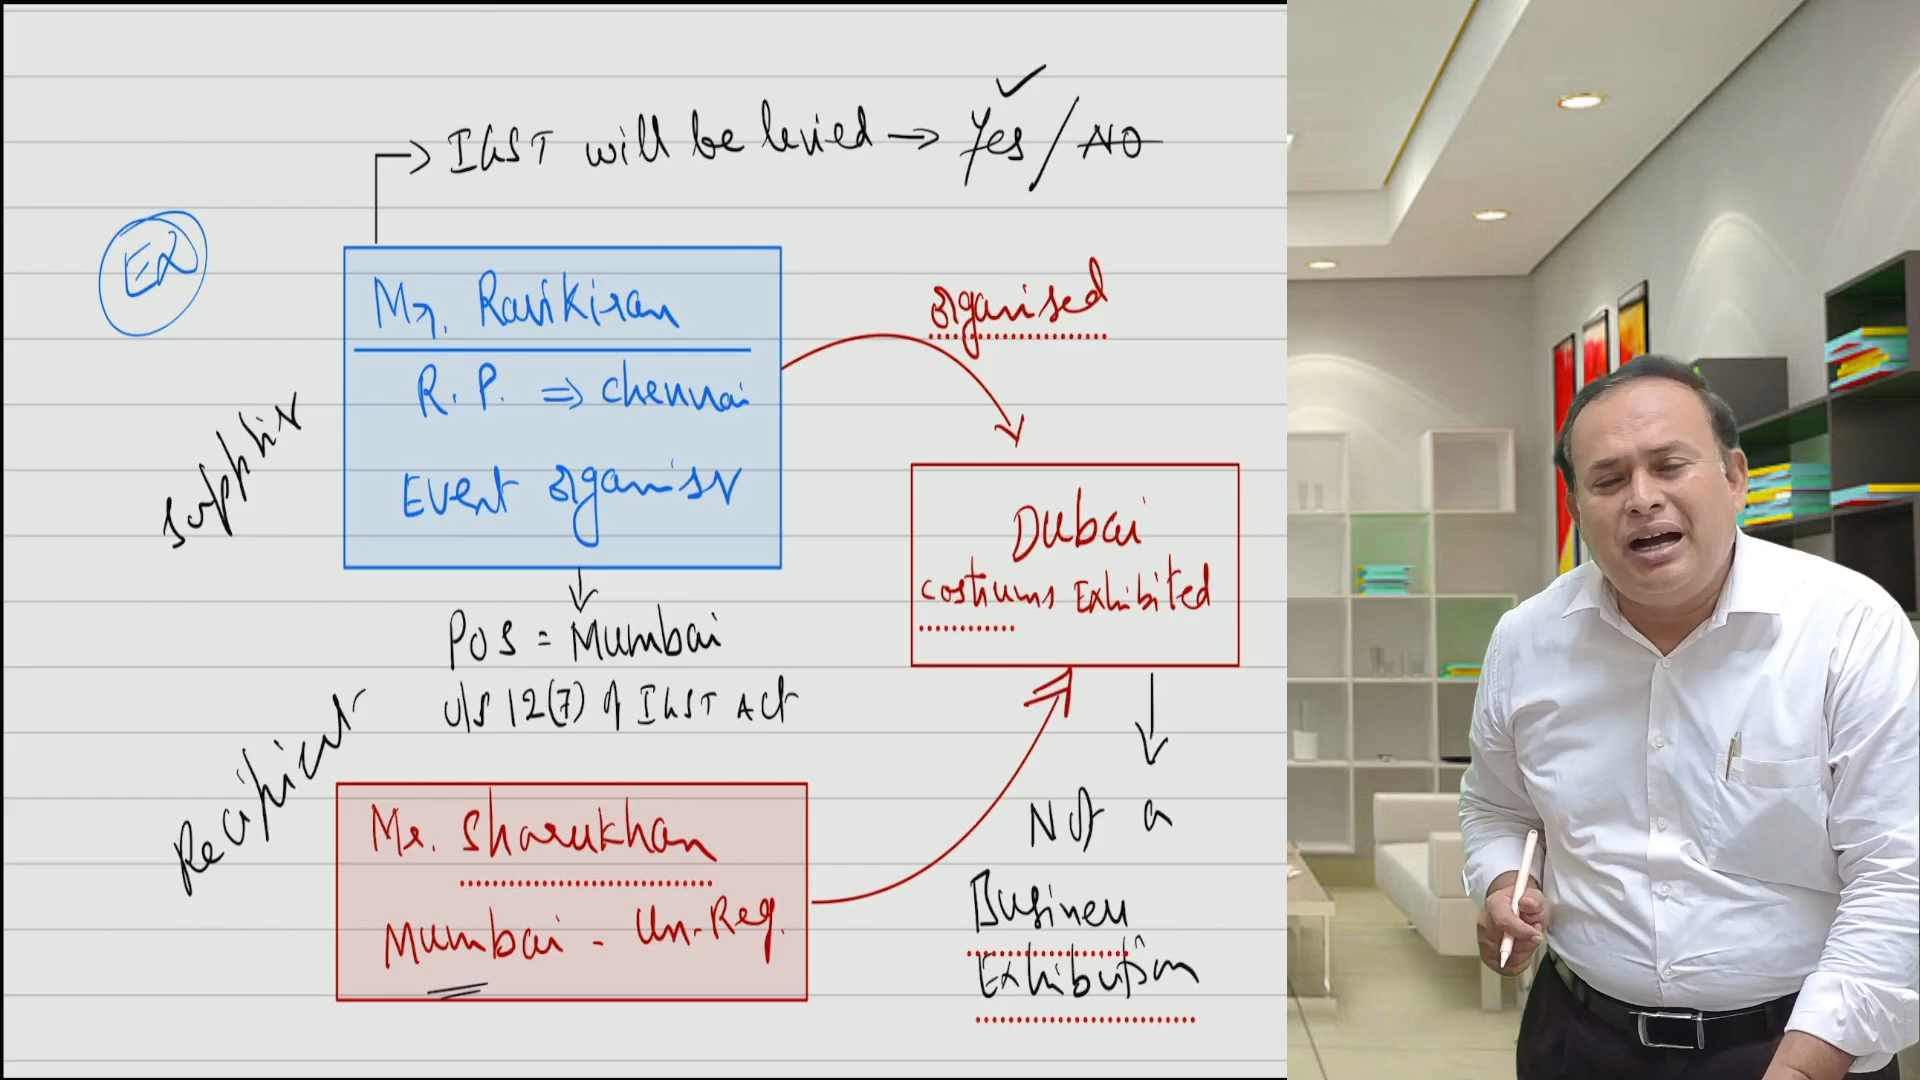 IGST will be levied → Yes / NO
EX
Mr. Ravikiran
R.P. ⇒ chennai
Event organiser
supplier
organised
Dubai
costiums Exhibited
POS = Mumbai
u/s 12(7) of IGST Act
Recipient
Mr. Sharukhan
Mumbai - Un-Reg.
Not a
Business
Exhibition